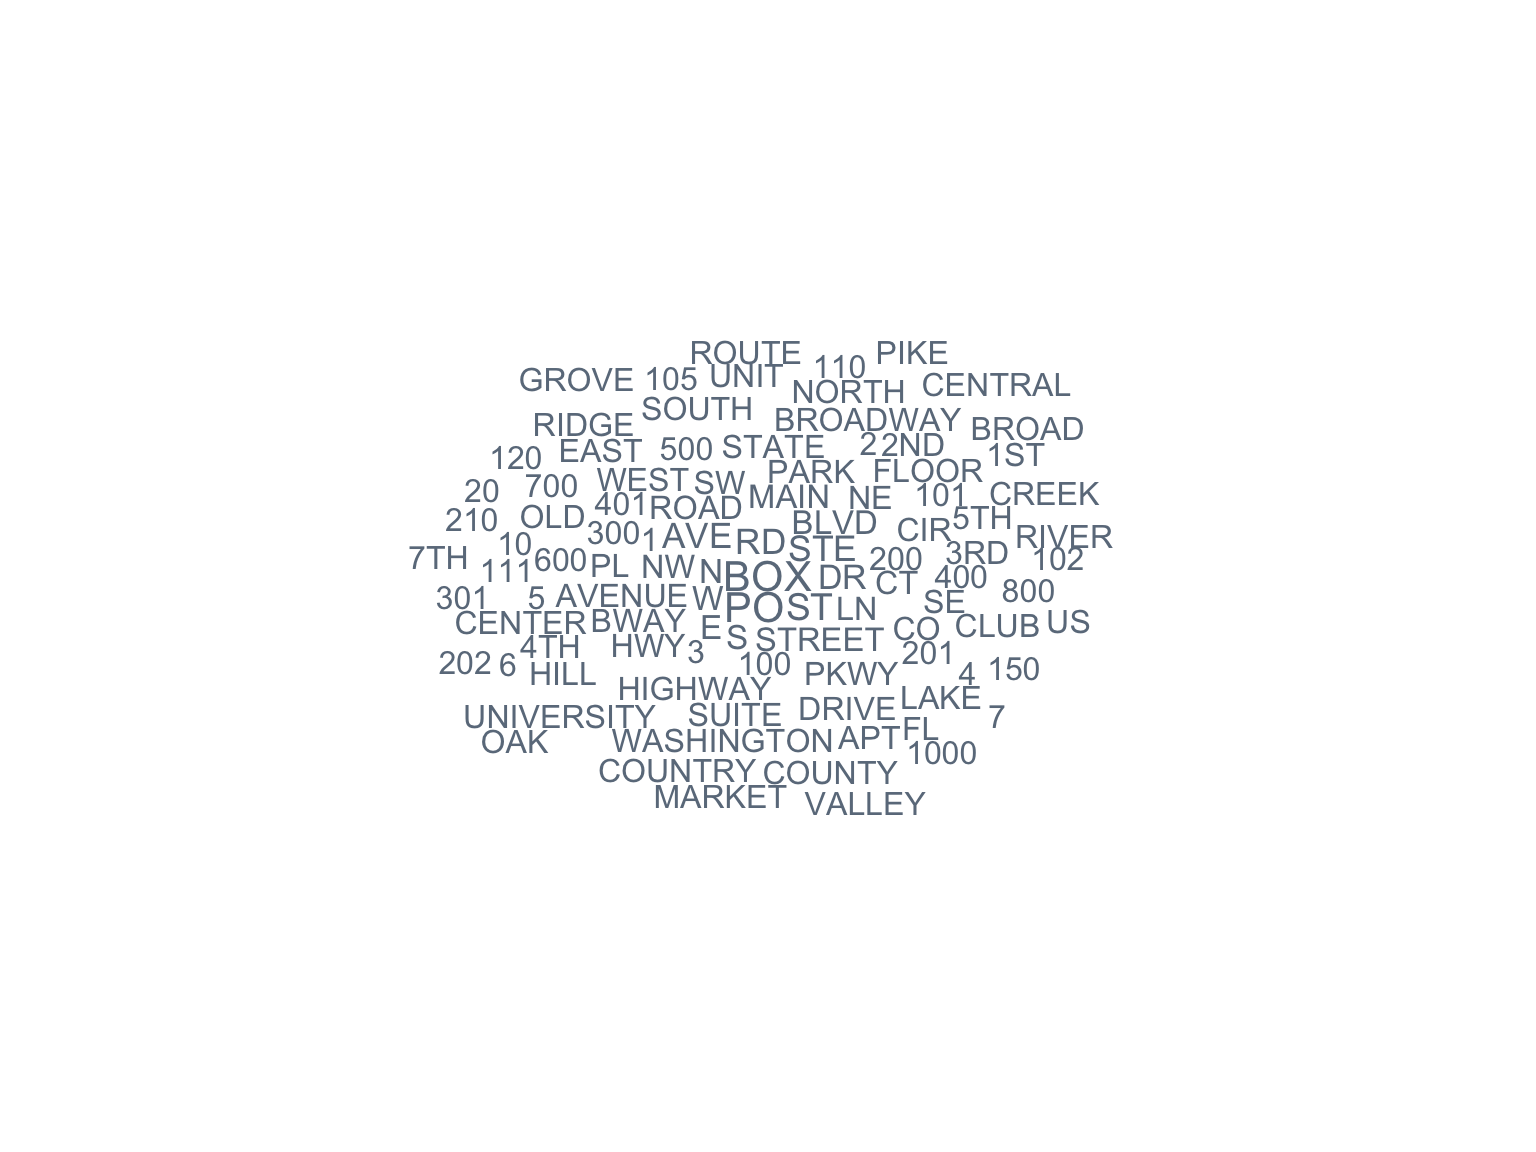 ROUTE PIKE
GROVE 105 UNIT 110 NORTH CENTRAL
RIDGE SOUTH BROADWAY BROAD
120 EAST 500 STATE 2 2ND 1ST
20 700 WEST SW PARK FLOOR
210 OLD 401 ROAD MAIN NE 101 CREEK
10 300 1 AVE RD BLVD CIR 5TH RIVER
7TH 111 600 PL NW N STE 200 3RD 102
301 5 AVENUE W BOX DR CT 400 800
CENTER BWAY E PO ST LN SE CO CLUB US
4TH HWY 3 S STREET 201
202 6 HILL 100 PKWY 4 150
HIGHWAY LAKE
UNIVERSITY SUITE DRIVE 7
OAK WASHINGTON APT FL 1000
COUNTRY COUNTY
MARKET VALLEY